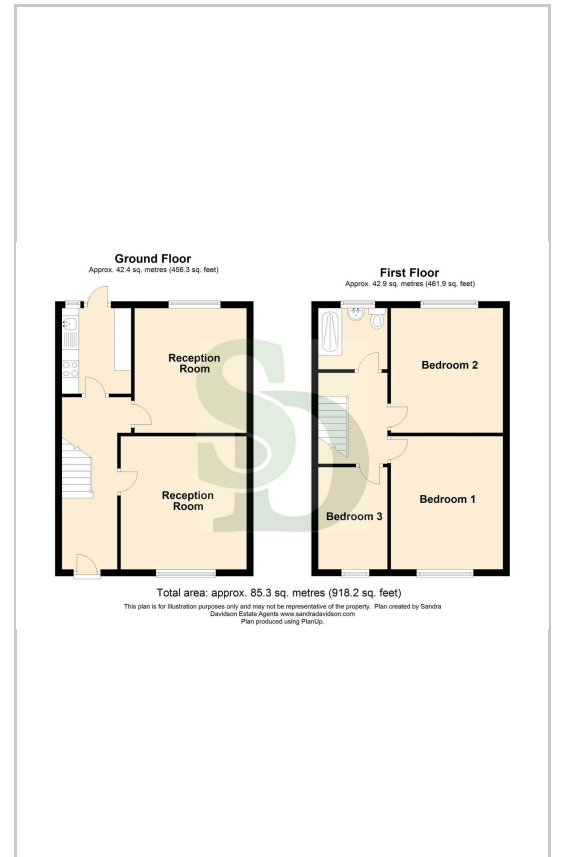 Ground Floor
Approx. 42.4 sq. metres (456.3 sq. feet)
Reception
Room
Reception
Room
First Floor
Approx. 42.9 sq. metres (461.9 sq. feet)
Bedroom 2
Bedroom 1
Bedroom 3
SD
Total area: approx. 85.3 sq. metres (918.2 sq. feet)
This plan is for illustration purposes only and may not be representative of the property. Plan created by Sandra
Davidson Estate Agents www.sandradavidson.com
Plan produced using PlanUp.